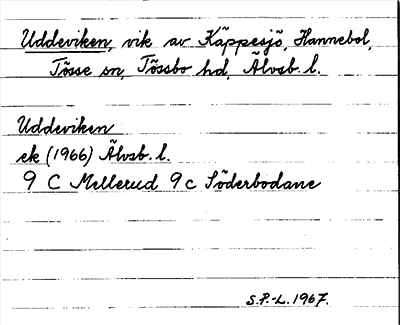 Uddeviken, vik av Käppesjö, Hannebol,
Tösse sn, Tössbo hd, Älvsb. l.
Uddeviken
ek (1966) Älvsb. l.
9 C Mellerud 9 c Söderbodane
S.P.-L. 1967.